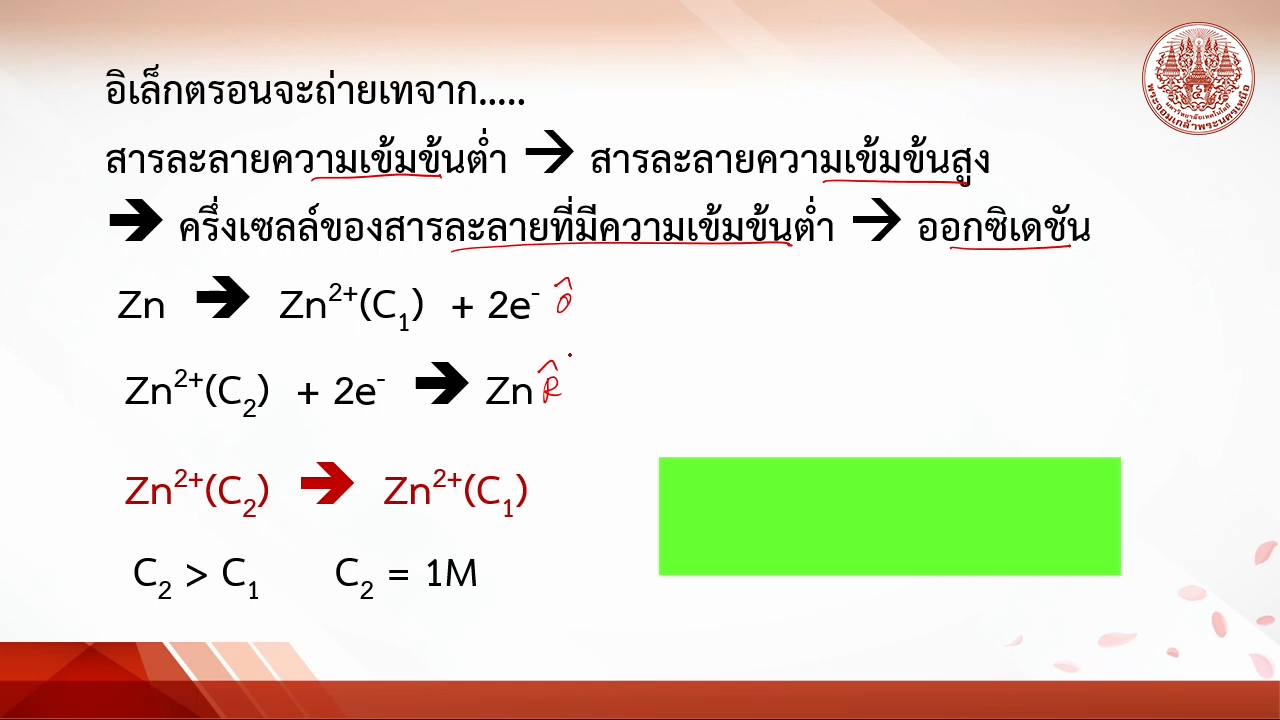 อิเล็กตรอนจะถ่ายเทจาก.....
สารละลายความเข้มข้นต่ำ → สารละลายความเข้มข้นสูง
→ ครึ่งเซลล์ของสารละลายที่มีความเข้มข้นต่ำ → ออกซิเดชัน
Zn → Zn²⁺(C₁) + 2e⁻ O
Zn²⁺(C₂) + 2e⁻ → Zn R
Zn²⁺(C₂) → Zn²⁺(C₁)
C₂ > C₁ C₂ = 1M